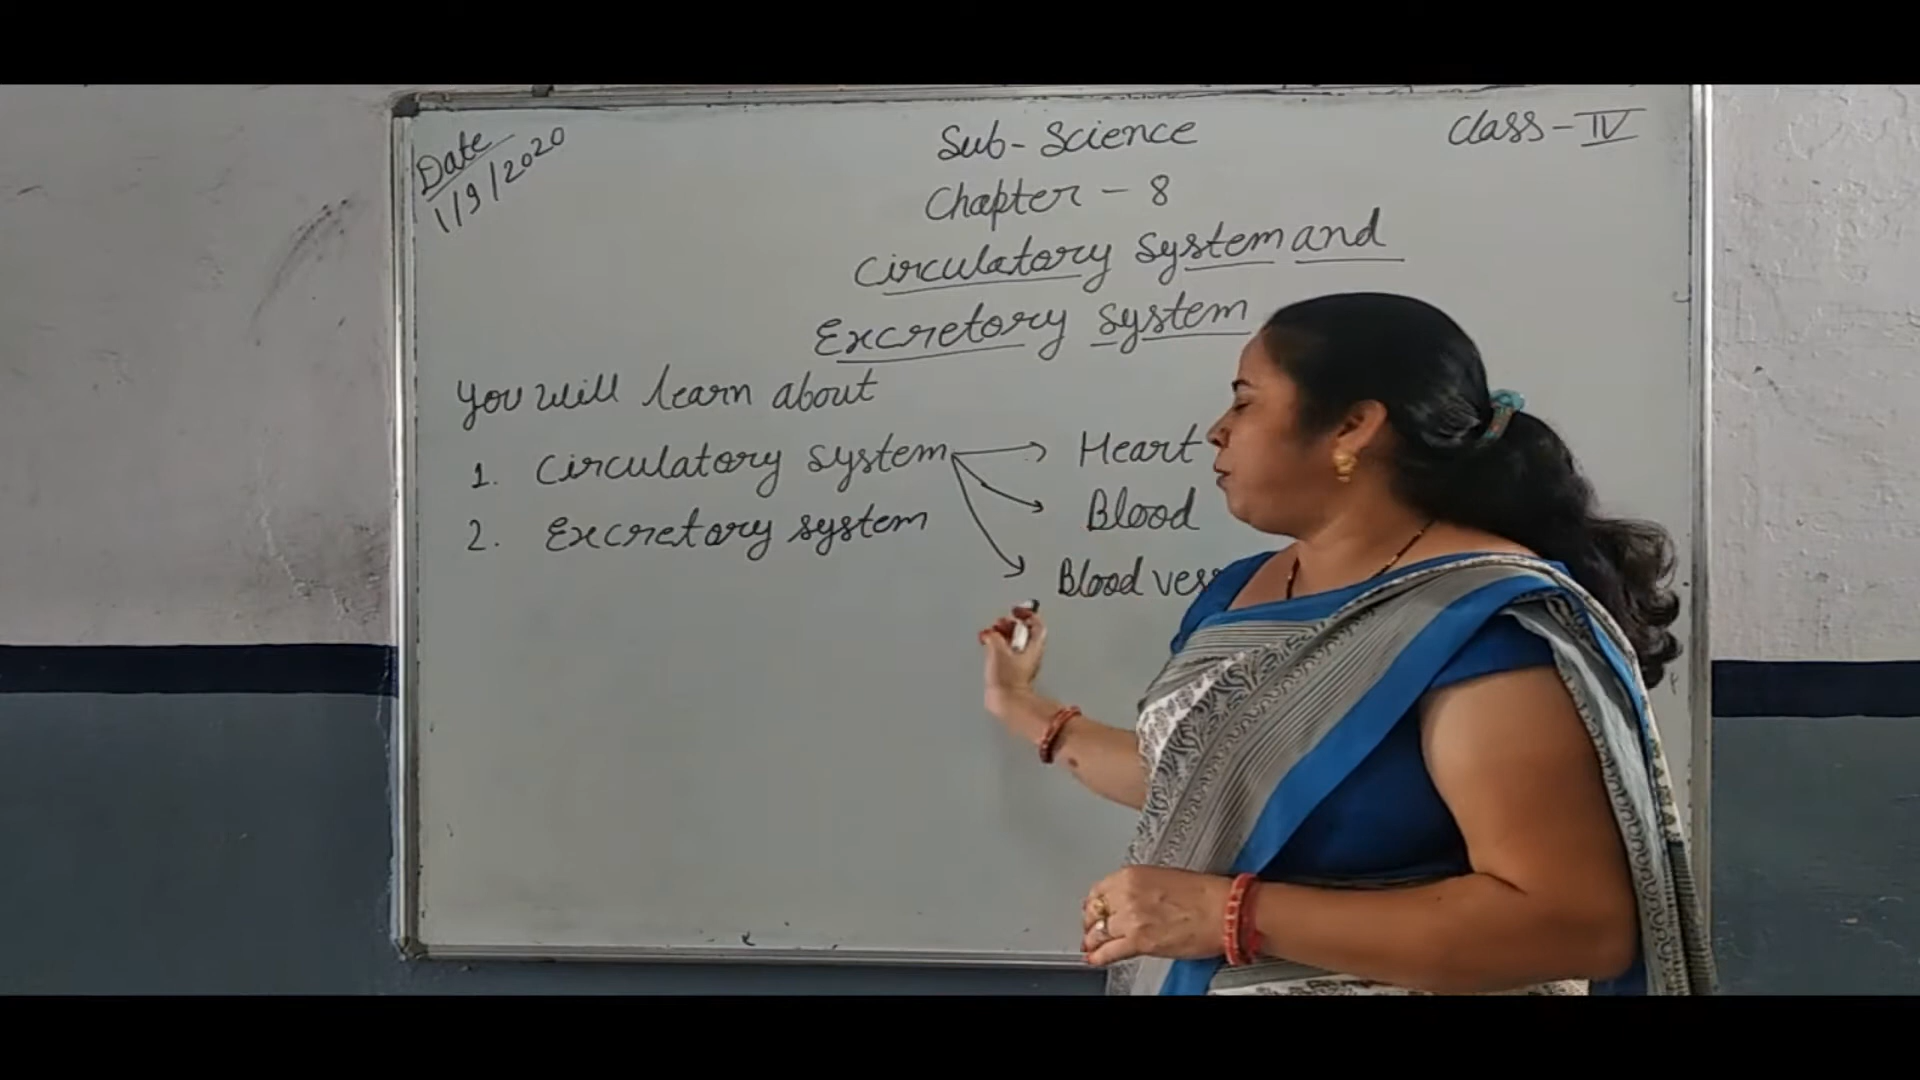 Date
1/9/2020
Sub- Science
Class - IV
Chapter - 8
Circulatory System and
Excretory system
You will learn about
1. Circulatory system → Heart
→ Blood
2. Excretory system
→ Blood